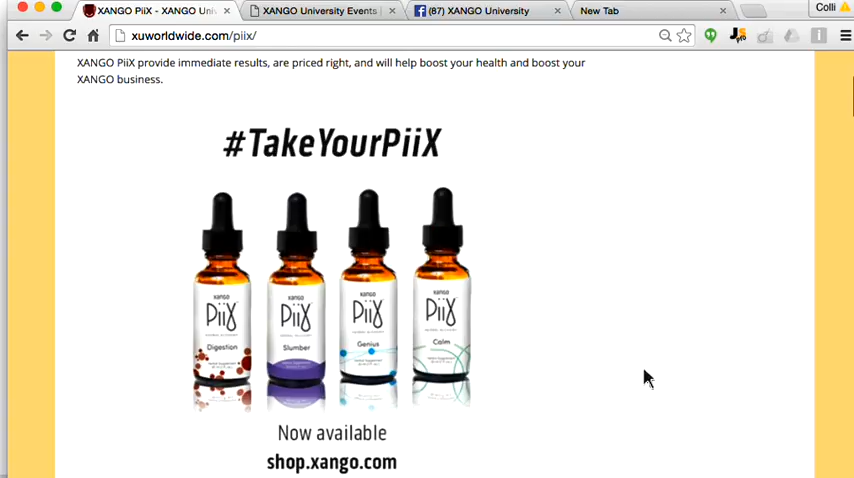 XANGO PiiX - XANGO Uni
XANGO University Events |
(87) XANGO University
New Tab
Colli
xuworldwide.com/piix/
XANGO PiiX provide immediate results, are priced right, and will help boost your health and boost your
XANGO business.
#TakeYourPiiX
XANGO
PiiX
Digestion
XANGO
PiiX
Slumber
XANGO
PiiX
Genius
XANGO
PiiX
Calm
Now available
shop.xango.com